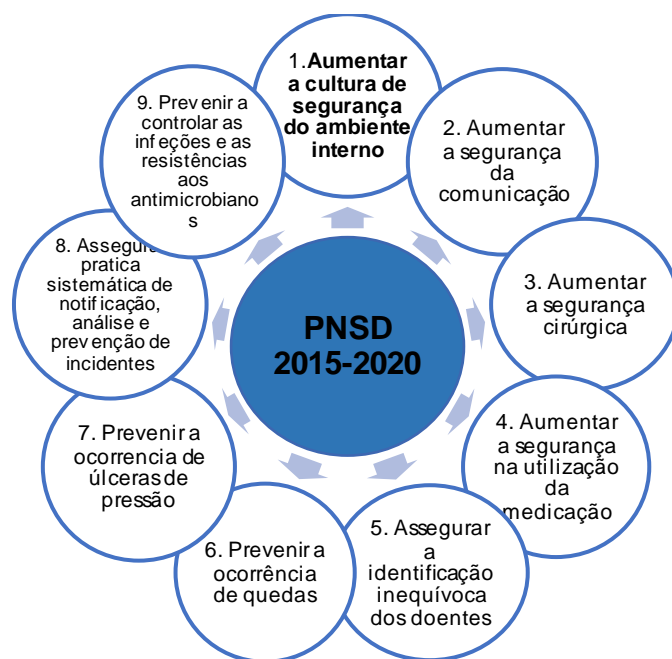 1.Aumentar
a cultura de
segurança
do ambiente
interno
2. Aumentar
a segurança
da
comunicação
3. Aumentar
a segurança
cirúrgica
4. Aumentar
a segurança
na utilização
da
medicação
5. Assegurar
a
identificação
inequívoca
dos doentes
6. Prevenir a
ocorrência
de quedas
7. Prevenir a
ocorrencia de
úlceras de
pressão
8. Assegura
pratica
sistemática de
notificação,
análise e
prevenção de
incidentes
9. Prevenir a
controlar as
infeções e as
resistências
aos
antimicrobiano
s
PNSD
2015-2020